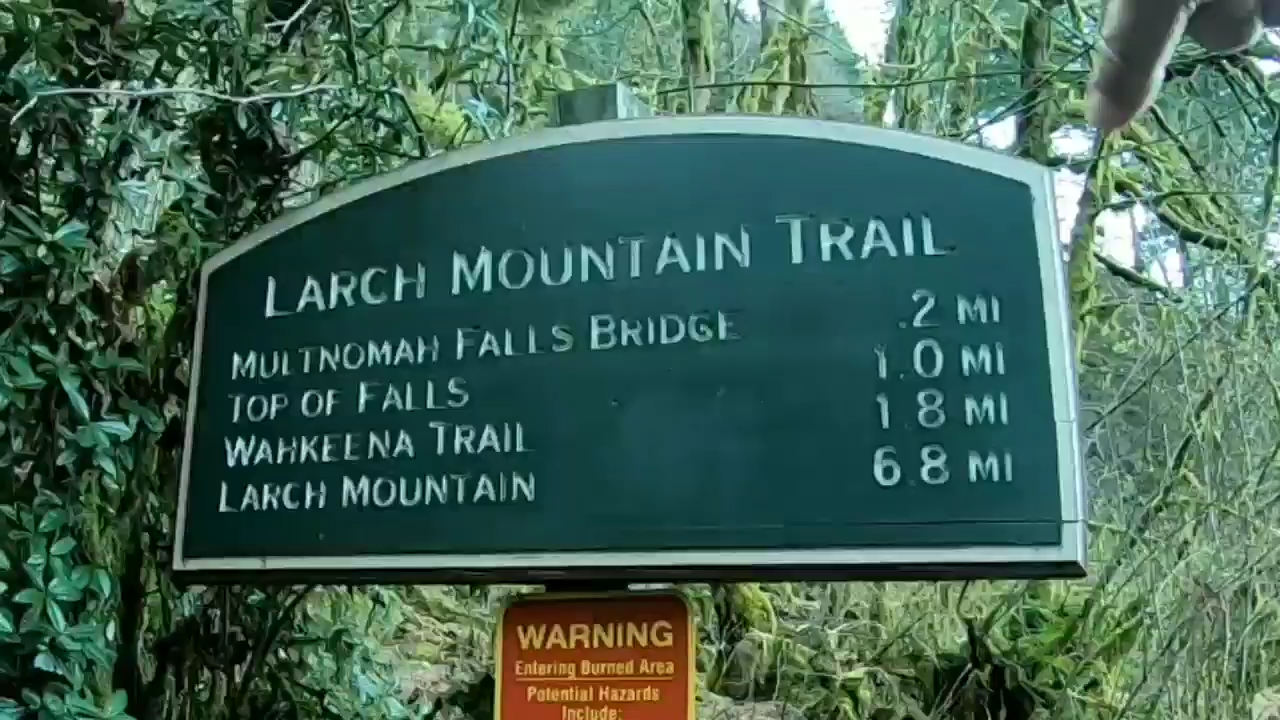 LARCH MOUNTAIN TRAIL
MULTNOMAH FALLS BRIDGE .2 MI
TOP OF FALLS 1.0 MI
WAHKEENA TRAIL 1.8 MI
LARCH MOUNTAIN 6.8 MI
WARNING
Entering Burned Area
Potential Hazards
Include: